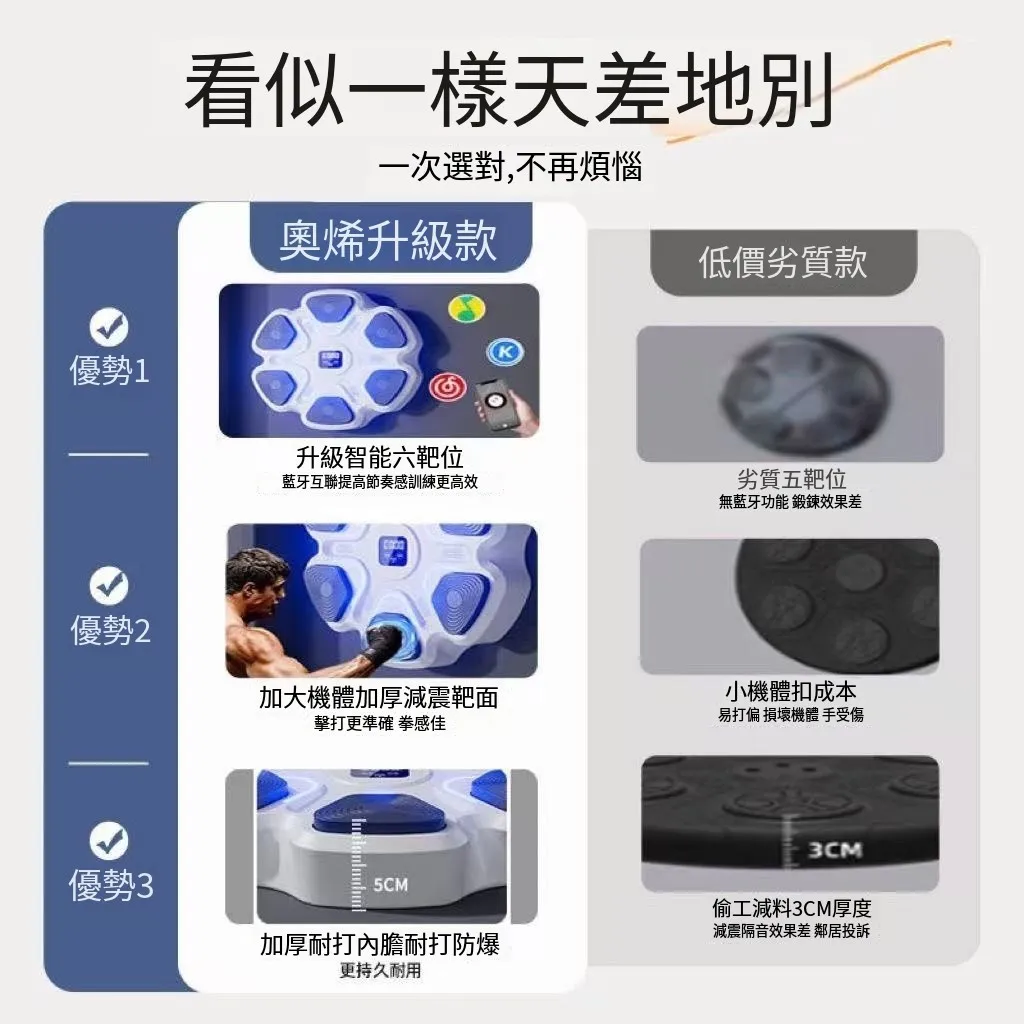 看似一樣天差地別
一次選對,不再煩惱
奧烯升級款
低價劣質款
優勢1
升級智能六靶位
藍牙互聯提高節奏感訓練更高效
劣質五靶位
無藍牙功能 鍛鍊效果差
優勢2
加大機體加厚減震靶面
擊打更準確 拳感佳
小機體扣成本
易打偏 損壞機體 手受傷
優勢3
5CM
加厚耐打內膽耐打防爆
更持久耐用
3CM
偷工減料3CM厚度
減震隔音效果差 鄰居投訴